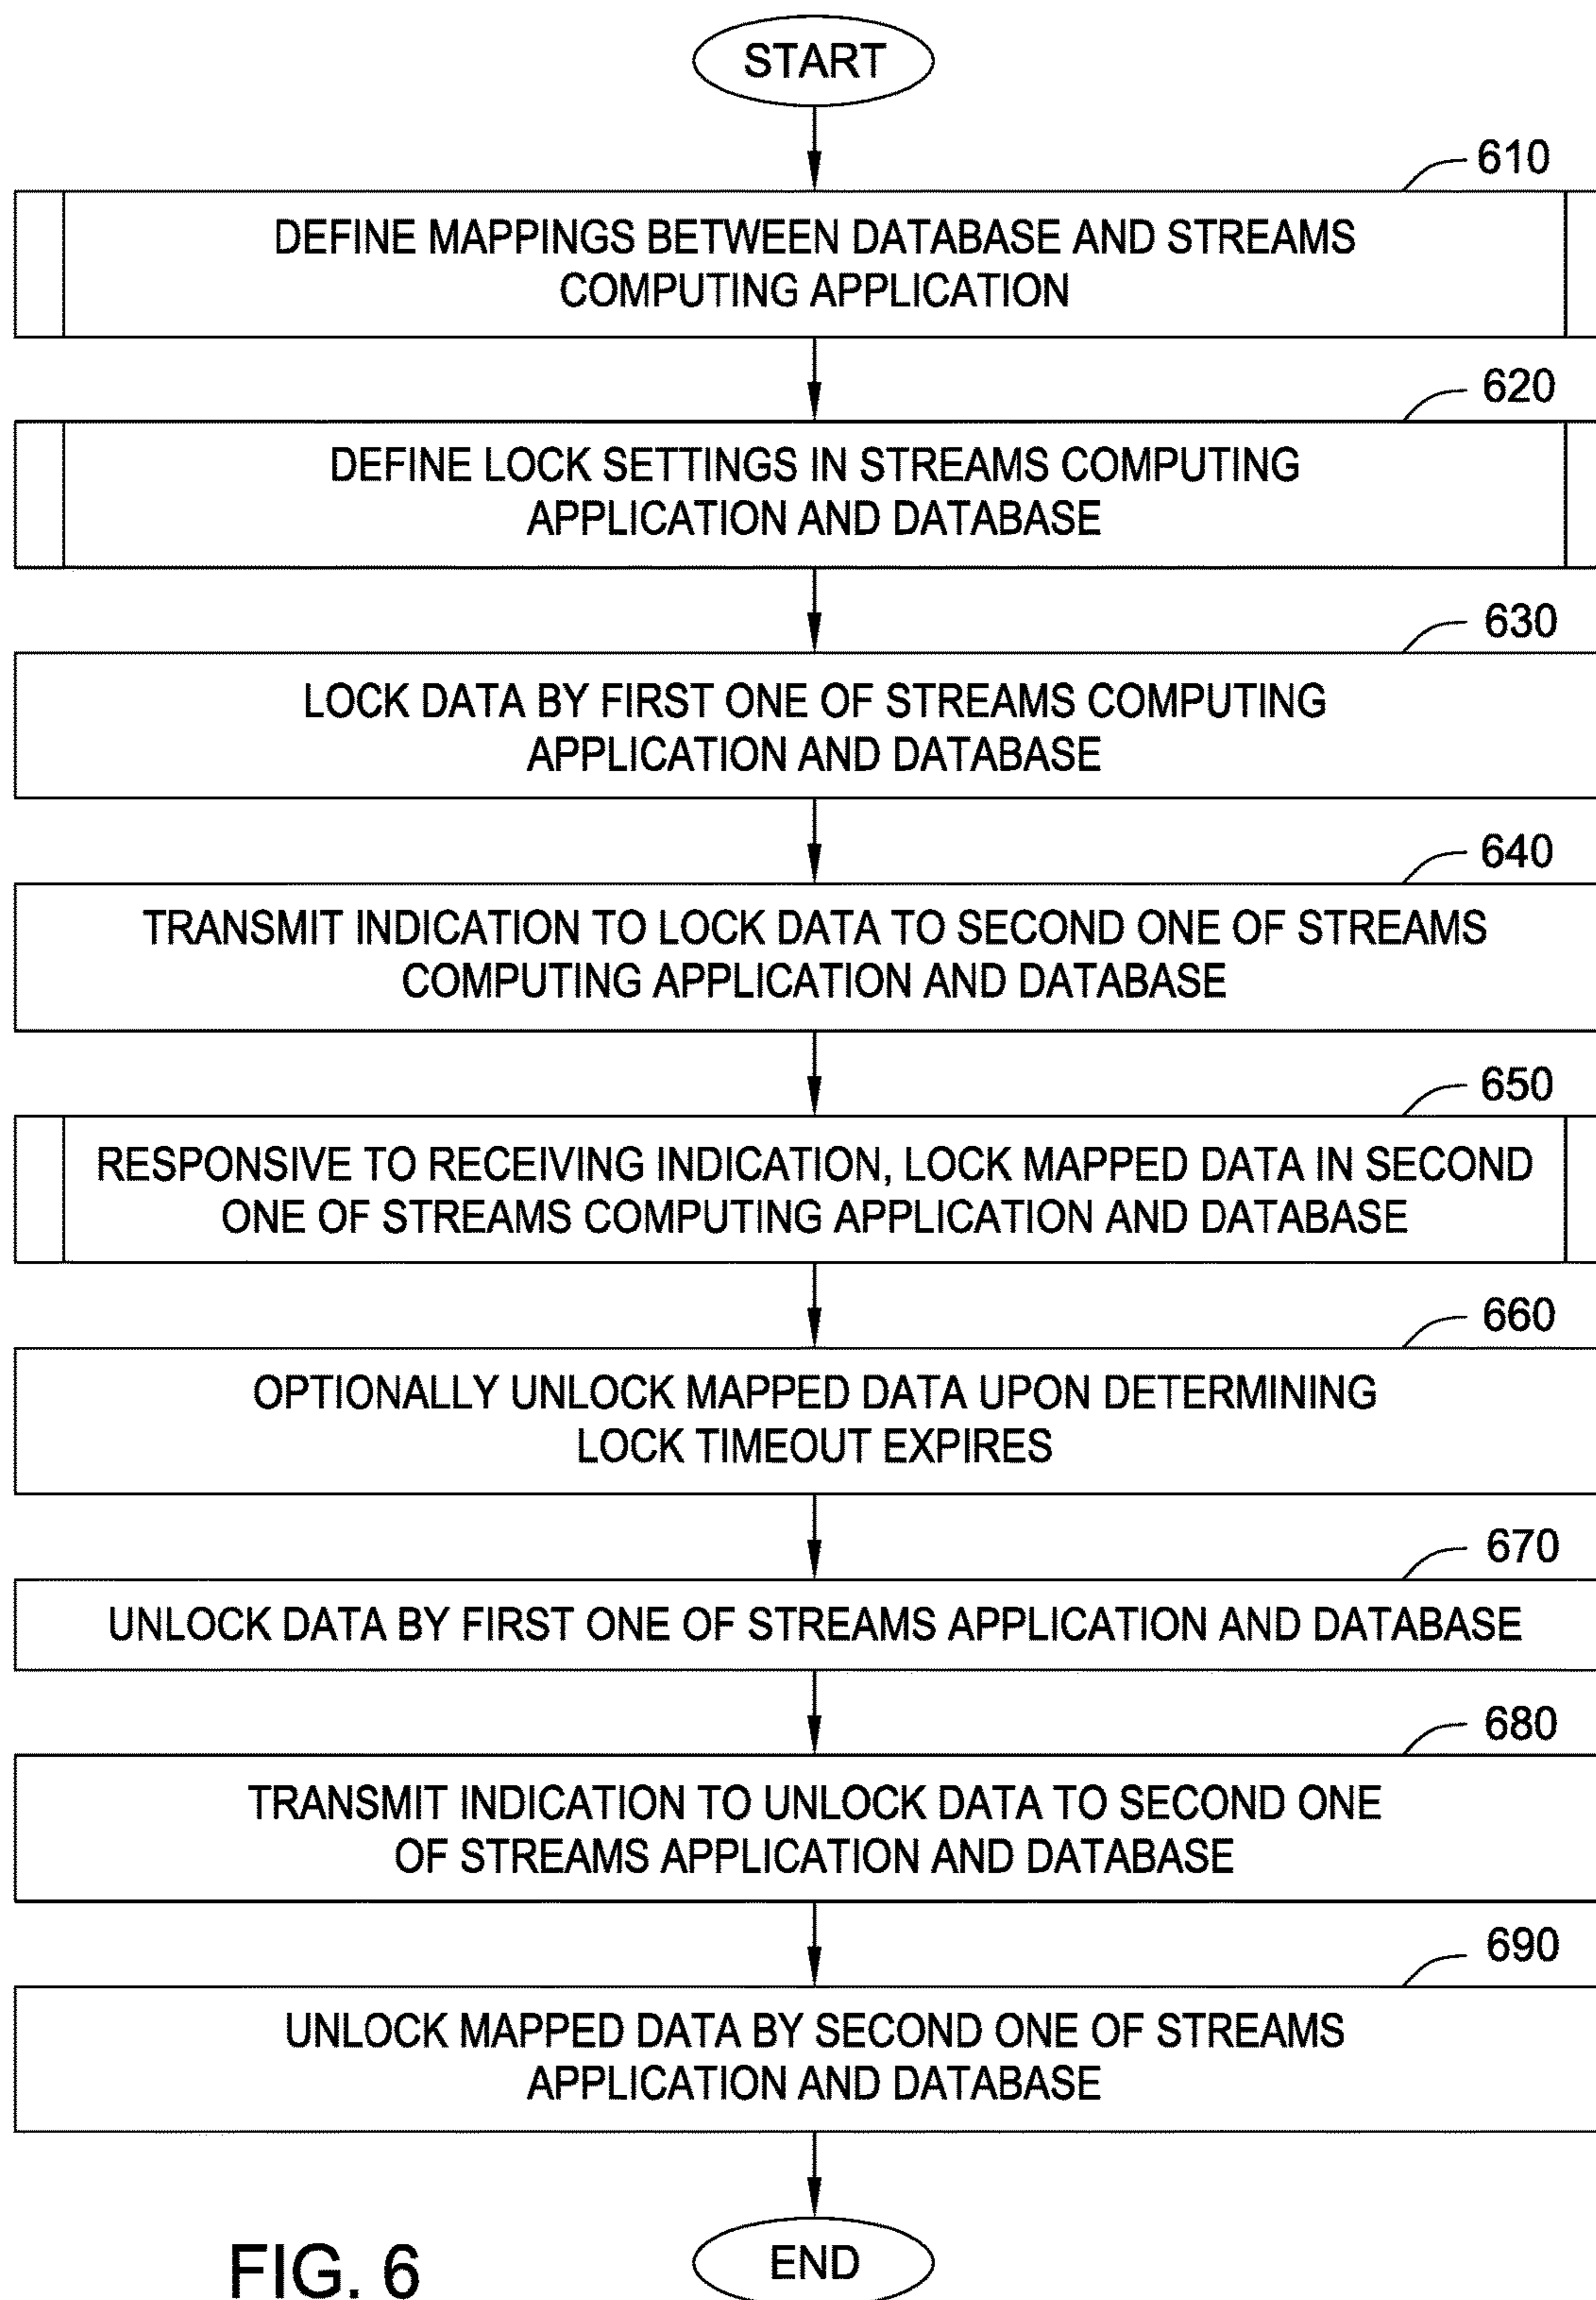 START
610
DEFINE MAPPINGS BETWEEN DATABASE AND STREAMS
COMPUTING APPLICATION
620
DEFINE LOCK SETTINGS IN STREAMS COMPUTING
APPLICATION AND DATABASE
630
LOCK DATA BY FIRST ONE OF STREAMS COMPUTING
APPLICATION AND DATABASE
640
TRANSMIT INDICATION TO LOCK DATA TO SECOND ONE OF STREAMS
COMPUTING APPLICATION AND DATABASE
650
RESPONSIVE TO RECEIVING INDICATION, LOCK MAPPED DATA IN SECOND
ONE OF STREAMS COMPUTING APPLICATION AND DATABASE
660
OPTIONALLY UNLOCK MAPPED DATA UPON DETERMINING
LOCK TIMEOUT EXPIRES
670
UNLOCK DATA BY FIRST ONE OF STREAMS APPLICATION AND DATABASE
680
TRANSMIT INDICATION TO UNLOCK DATA TO SECOND ONE
OF STREAMS APPLICATION AND DATABASE
690
UNLOCK MAPPED DATA BY SECOND ONE OF STREAMS
APPLICATION AND DATABASE
END
FIG. 6